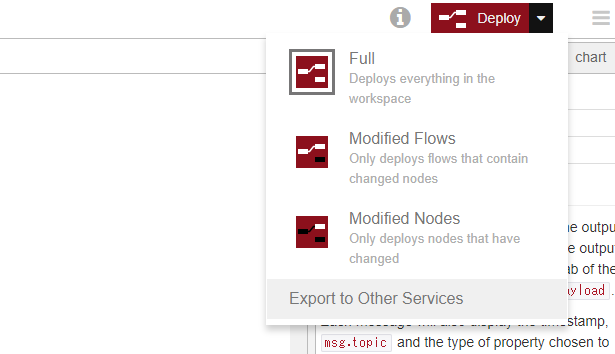 Deploy
chart
Full
Deploys everything in the
workspace
Modified Flows
Only deploys flows that contain
changed nodes
Modified Nodes
Only deploys nodes that have
changed
Export to Other Services
outpu
e outpu
ab of the
yload.
message will also display the timestamp,
msg.topic and the type of property chosen to